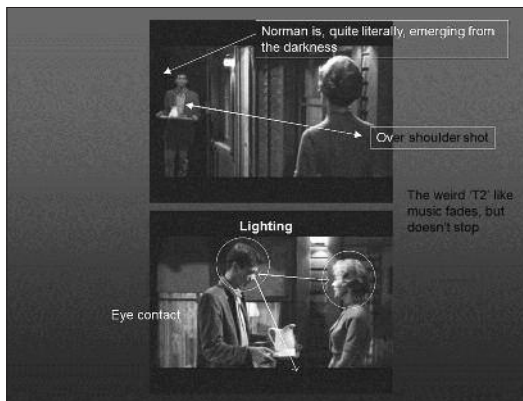 Norman is, quite literally, emerging from
the darkness
Over shoulder shot
The weird ‘T2’ like
music fades, but
doesn’t stop
Lighting
Eye contact